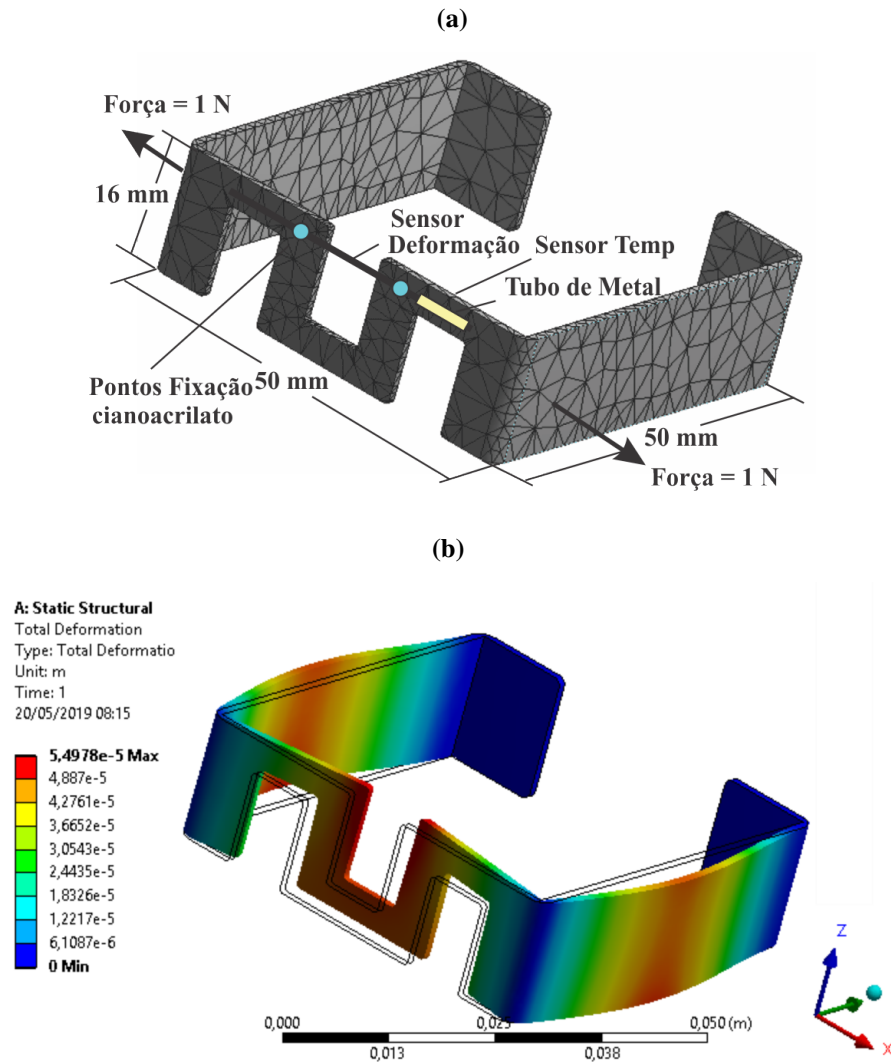 (a)
Força = 1 N
16 mm
Sensor
Deformação
Sensor Temp
Tubo de Metal
Pontos Fixação
cianoacrilato
50 mm
50 mm
Força = 1 N
(b)
A: Static Structural
Total Deformation
Type: Total Deformatio
Unit: m
Time: 1
20/05/2019 08:15
5,4978e-5 Max
4,887e-5
4,2761e-5
3,6652e-5
3,0543e-5
2,4435e-5
1,8326e-5
1,2217e-5
6,1087e-6
0 Min
0,000
0,025
0,050 (m)
0,013
0,038
Z
X